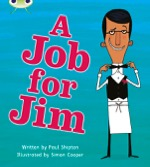 A Job
for
Jim
Written by Paul Shipton
Illustrated by Simon Cooper